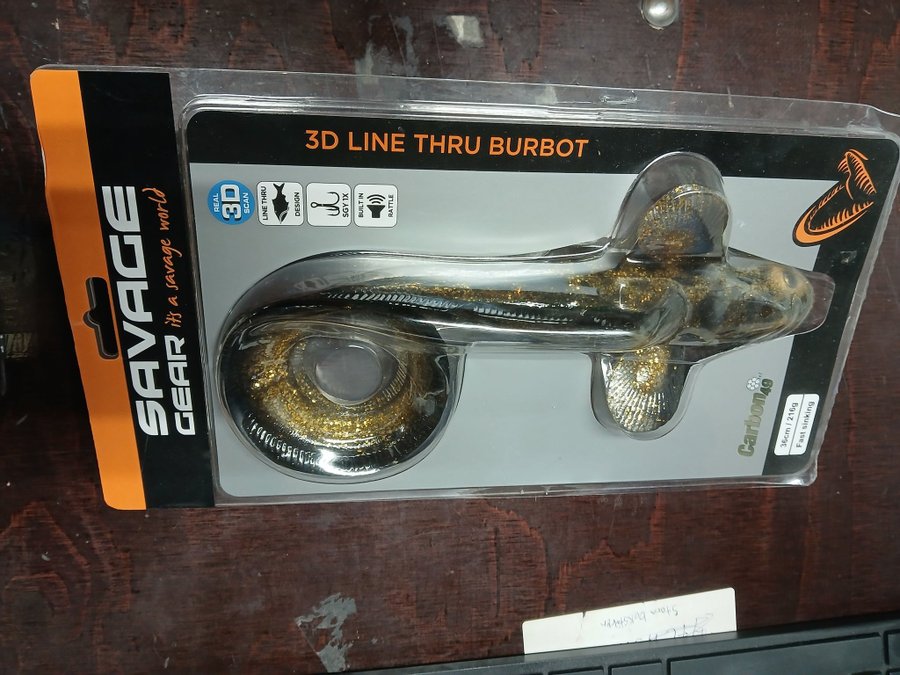 SAVAGE
GEAR its a savage world
3D LINE THRU BURBOT
REAL
3D
SCAN
LINE THRU
DESIGN
SGY 1X
BUILT IN
RATTLE
Carbon49
36cm / 216g
Fast sinking